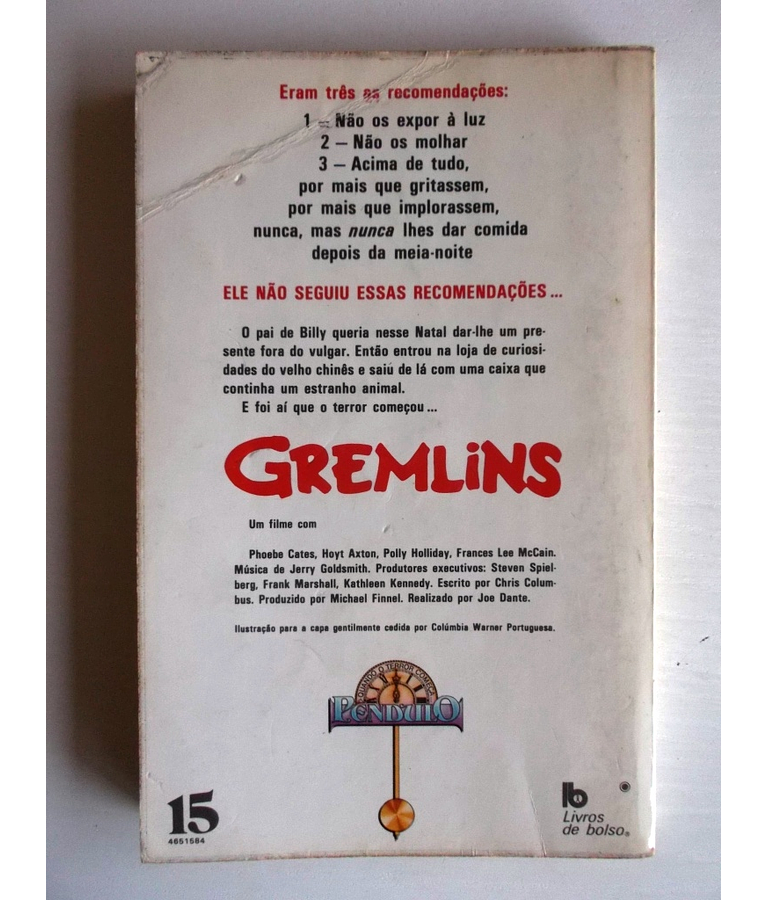 Eram três as recomendações:
1 — Não os expor à luz
2 — Não os molhar
3 — Acima de tudo,
por mais que gritassem,
por mais que implorassem,
nunca, mas nunca lhes dar comida
depois da meia-noite
ELE NÃO SEGUIU ESSAS RECOMENDAÇÕES ...
O pai de Billy queria nesse Natal dar-lhe um pre-
sente fora do vulgar. Então entrou na loja de curiosi-
dades do velho chinês e saiu de lá com uma caixa que
continha um estranho animal.
E foi aí que o terror começou ...
GREMLiNS
Um filme com
Phoebe Cates, Hoyt Axton, Polly Holliday, Frances Lee McCain.
Música de Jerry Goldsmith. Produtores executivos: Steven Spiel-
berg, Frank Marshall, Kathleen Kennedy. Escrito por Chris Colum-
bus. Produzido por Michael Finnel. Realizado por Joe Dante.
Ilustração para a capa gentilmente cedida por Colúmbia Warner Portuguesa.
QUANDO O TERROR COMEÇA
PÊNDULO
15
4651584
lb
Livros
de bolso®